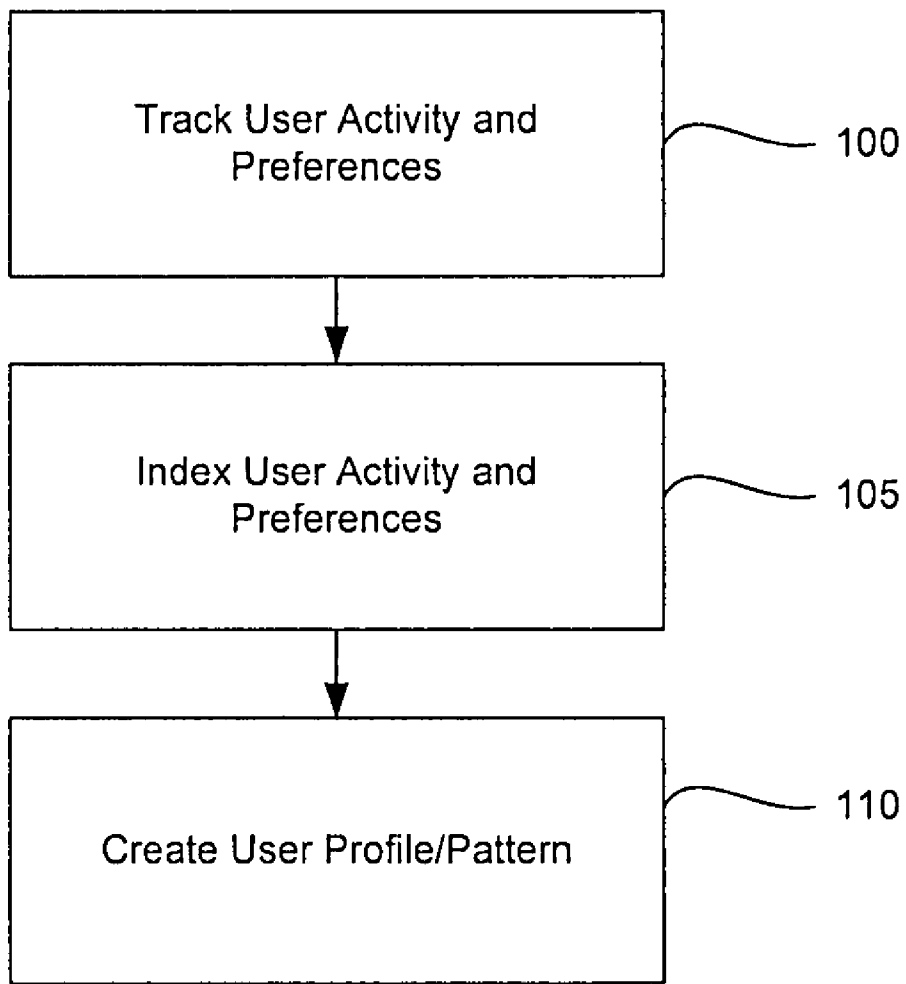 Track User Activity and
Preferences
100
Index User Activity and
Preferences
105
Create User Profile/Pattern
110